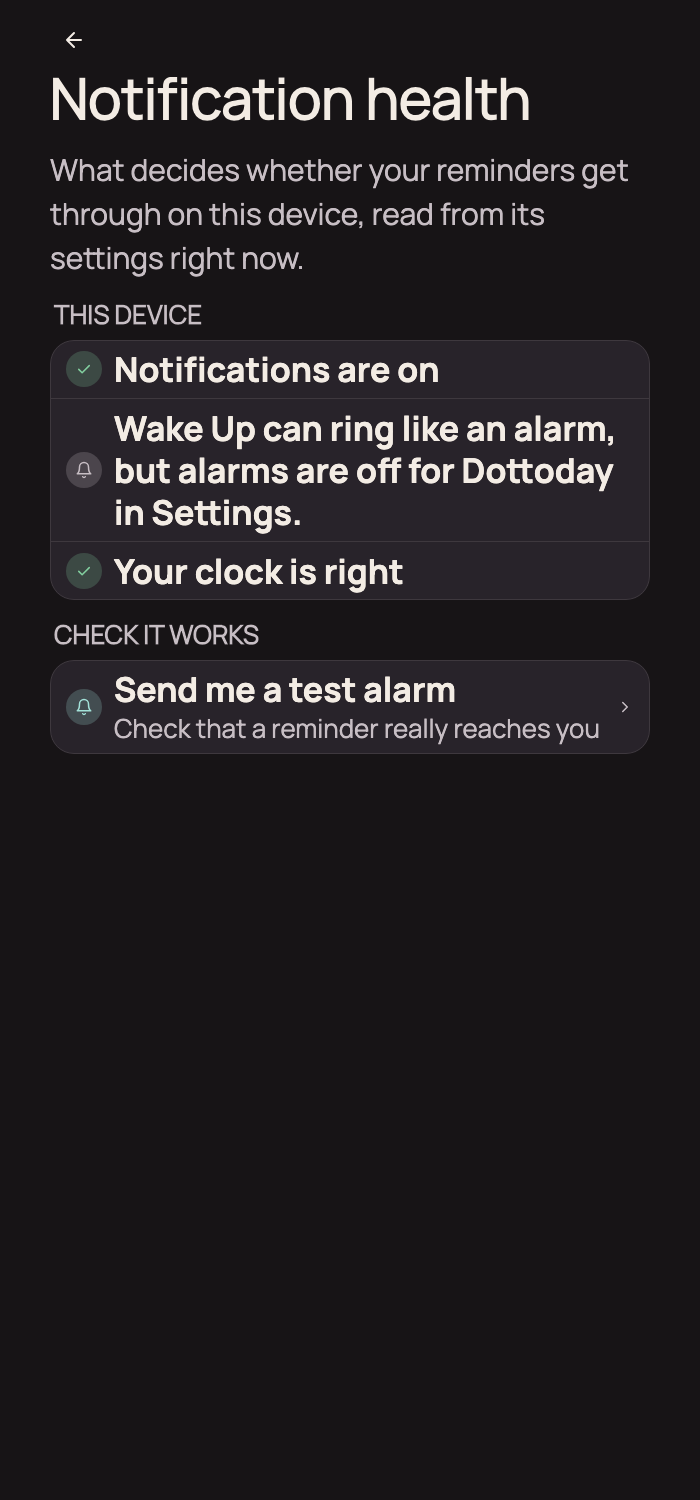 Notification health
What decides whether your reminders get
through on this device, read from its
settings right now.
THIS DEVICE
Notifications are on
Wake Up can ring like an alarm,
but alarms are off for Dottoday
in Settings.
Your clock is right
CHECK IT WORKS
Send me a test alarm
Check that a reminder really reaches you